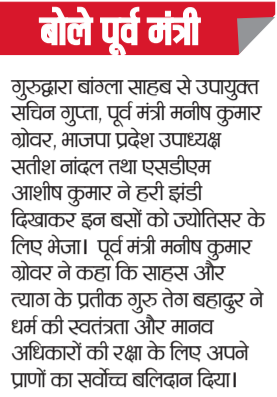 बोले पूर्व मंत्री
गुरुद्वारा बांग्ला साहब से उपायुक्त
सचिन गुप्ता, पूर्व मंत्री मनीष कुमार
ग्रोवर, भाजपा प्रदेश उपाध्यक्ष
सतीश नांदल तथा एसडीएम
आशीष कुमार ने हरी झंडी
दिखाकर इन बसों को ज्योतिसर के
लिए भेजा। पूर्व मंत्री मनीष कुमार
ग्रोवर ने कहा कि साहस और
त्याग के प्रतीक गुरु तेग बहादुर ने
धर्म की स्वतंत्रता और मानव
अधिकारों की रक्षा के लिए अपने
प्राणों का सर्वोच्च बलिदान दिया।